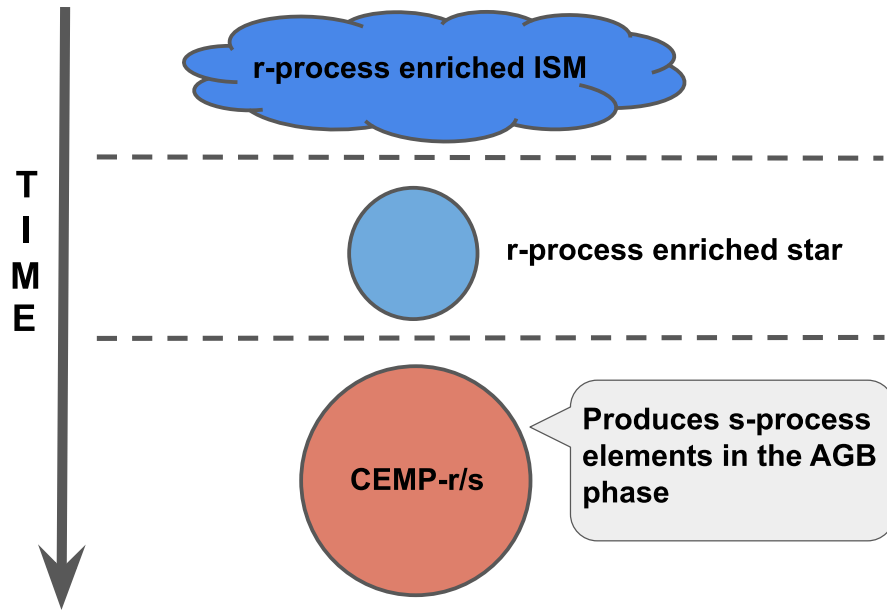 r-process enriched ISM
T
I
M
E
r-process enriched star
CEMP-r/s
Produces s-process
elements in the AGB
phase